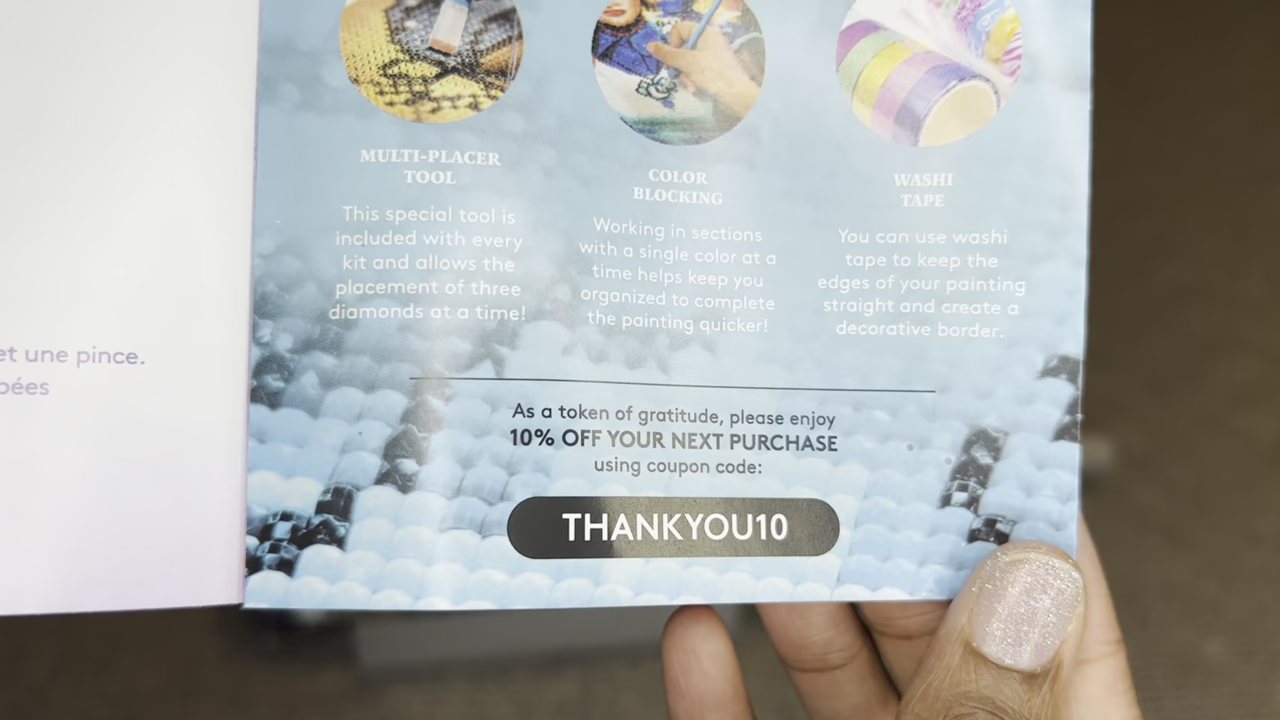 et une pince.
pées
MULTI-PLACER
TOOL
This special tool is
included with every
kit and allows the
placement of three
diamonds at a time!
COLOR
BLOCKING
Working in sections
with a single color at a
time helps keep you
organized to complete
the painting quicker!
WASHI
TAPE
You can use washi
tape to keep the
edges of your painting
straight and create a
decorative border.
As a token of gratitude, please enjoy
10% OFF YOUR NEXT PURCHASE
using coupon code:
THANKYOU10